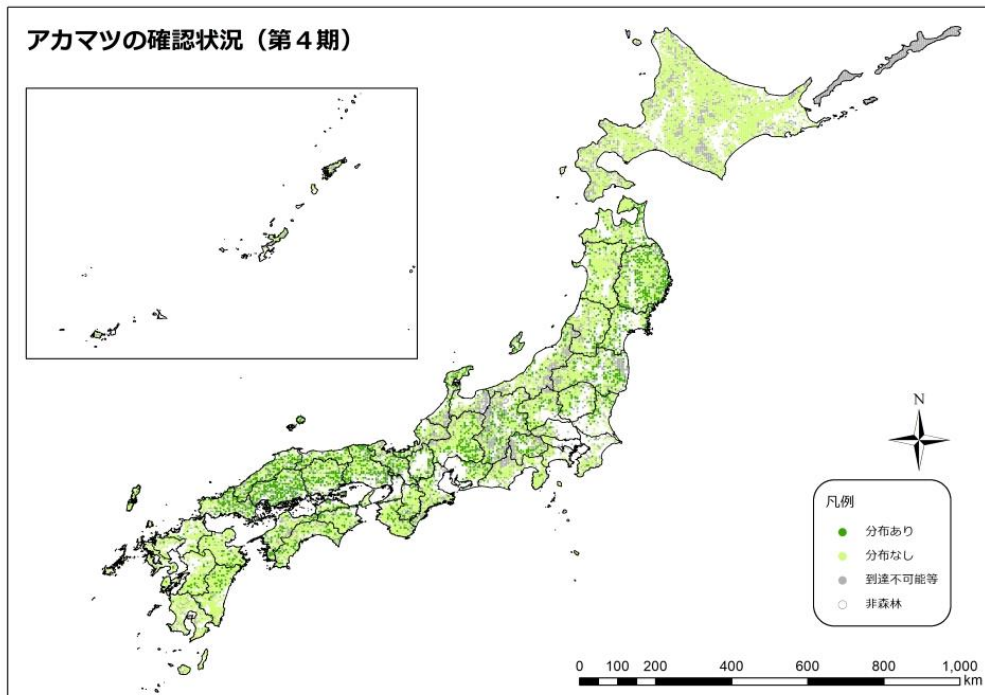 アカマツの確認状況（第４期）
N
凡例
分布あり
分布なし
到達不可能等
非森林
0 100 200 400 600 800 1,000
km